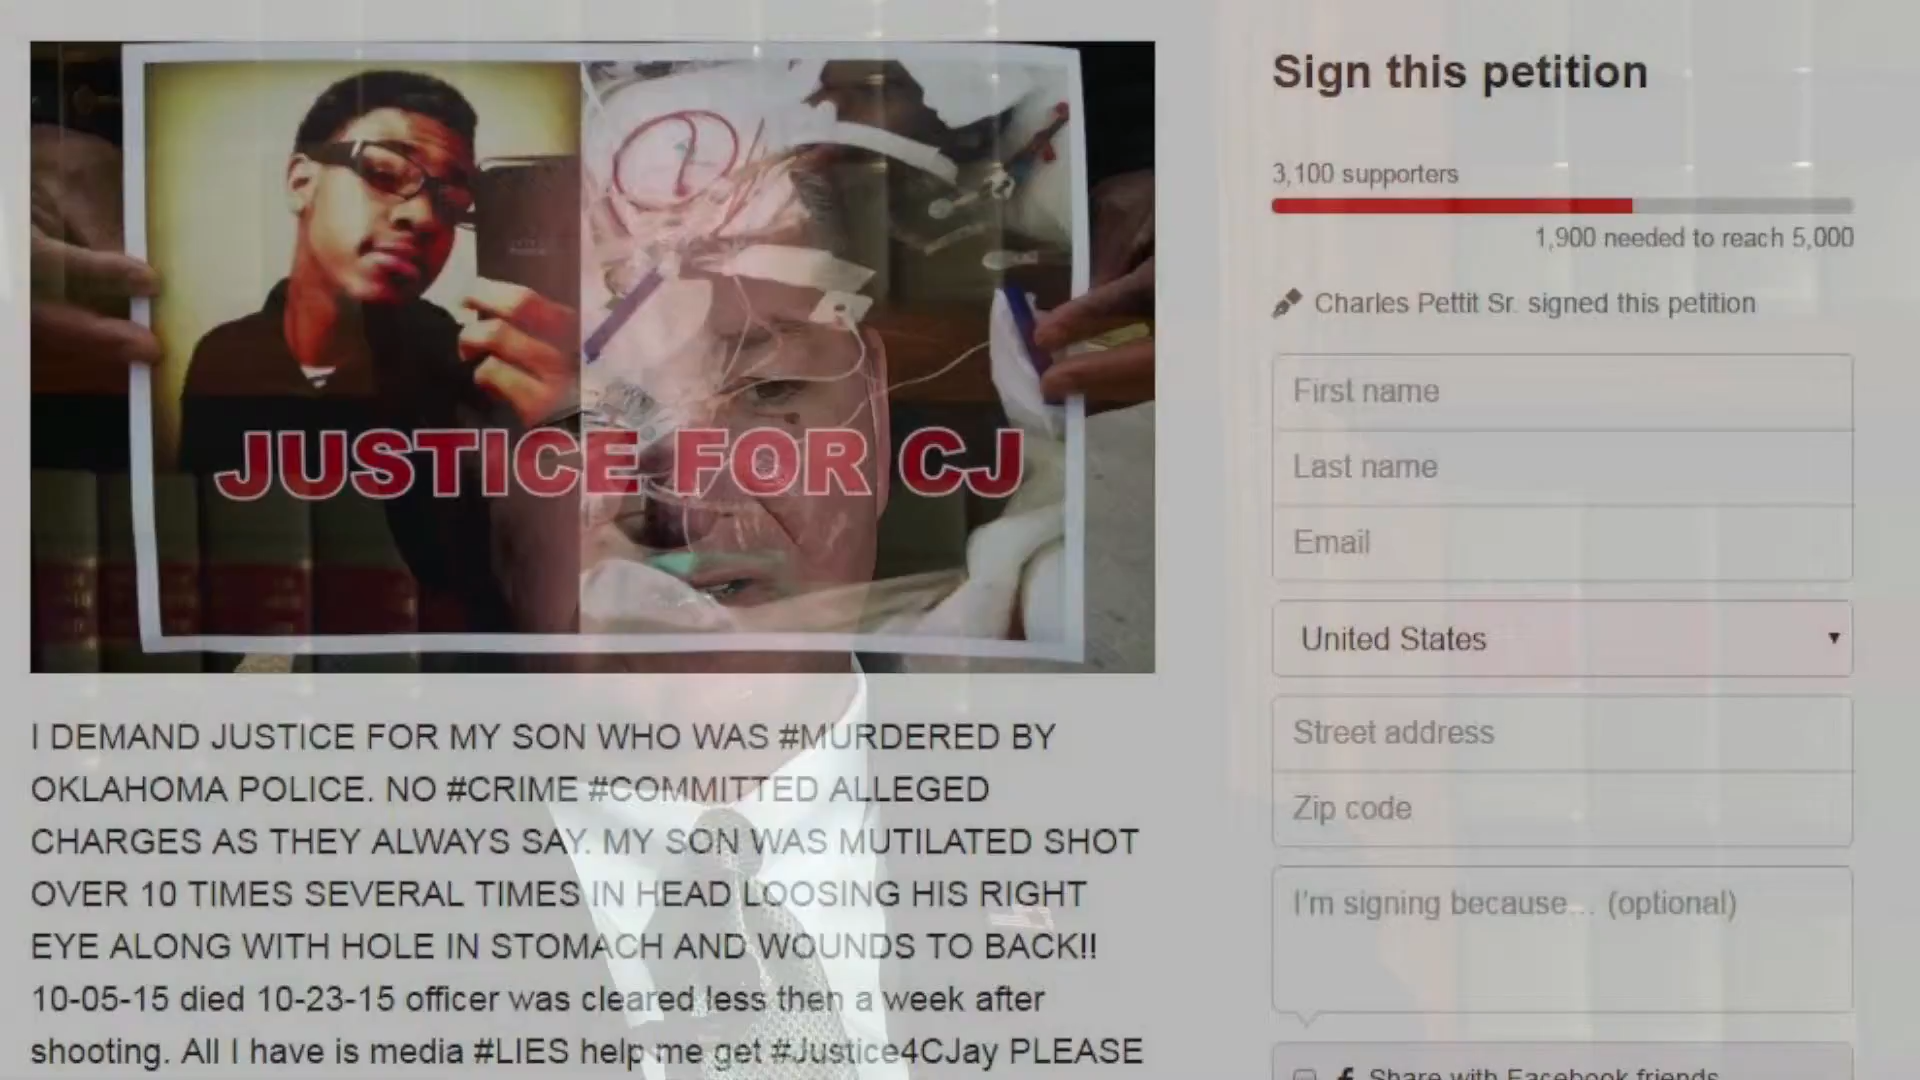 JUSTICE FOR CJ
I DEMAND JUSTICE FOR MY SON WHO WAS #MURDERED BY
OKLAHOMA POLICE. NO #CRIME #COMMITTED ALLEGED
CHARGES AS THEY ALWAYS SAY. MY SON WAS MUTILATED SHOT
OVER 10 TIMES SEVERAL TIMES IN HEAD LOOSING HIS RIGHT
EYE ALONG WITH HOLE IN STOMACH AND WOUNDS TO BACK!!
10-05-15 died 10-23-15 officer was cleared less then a week after
shooting. All I have is media #LIES help me get #Justice4CJay PLEASE
Sign this petition
3,100 supporters
1,900 needed to reach 5,000
Charles Pettit Sr. signed this petition
First name
Last name
Email
United States
Street address
Zip code
I'm signing because... (optional)
Share with Facebook friends